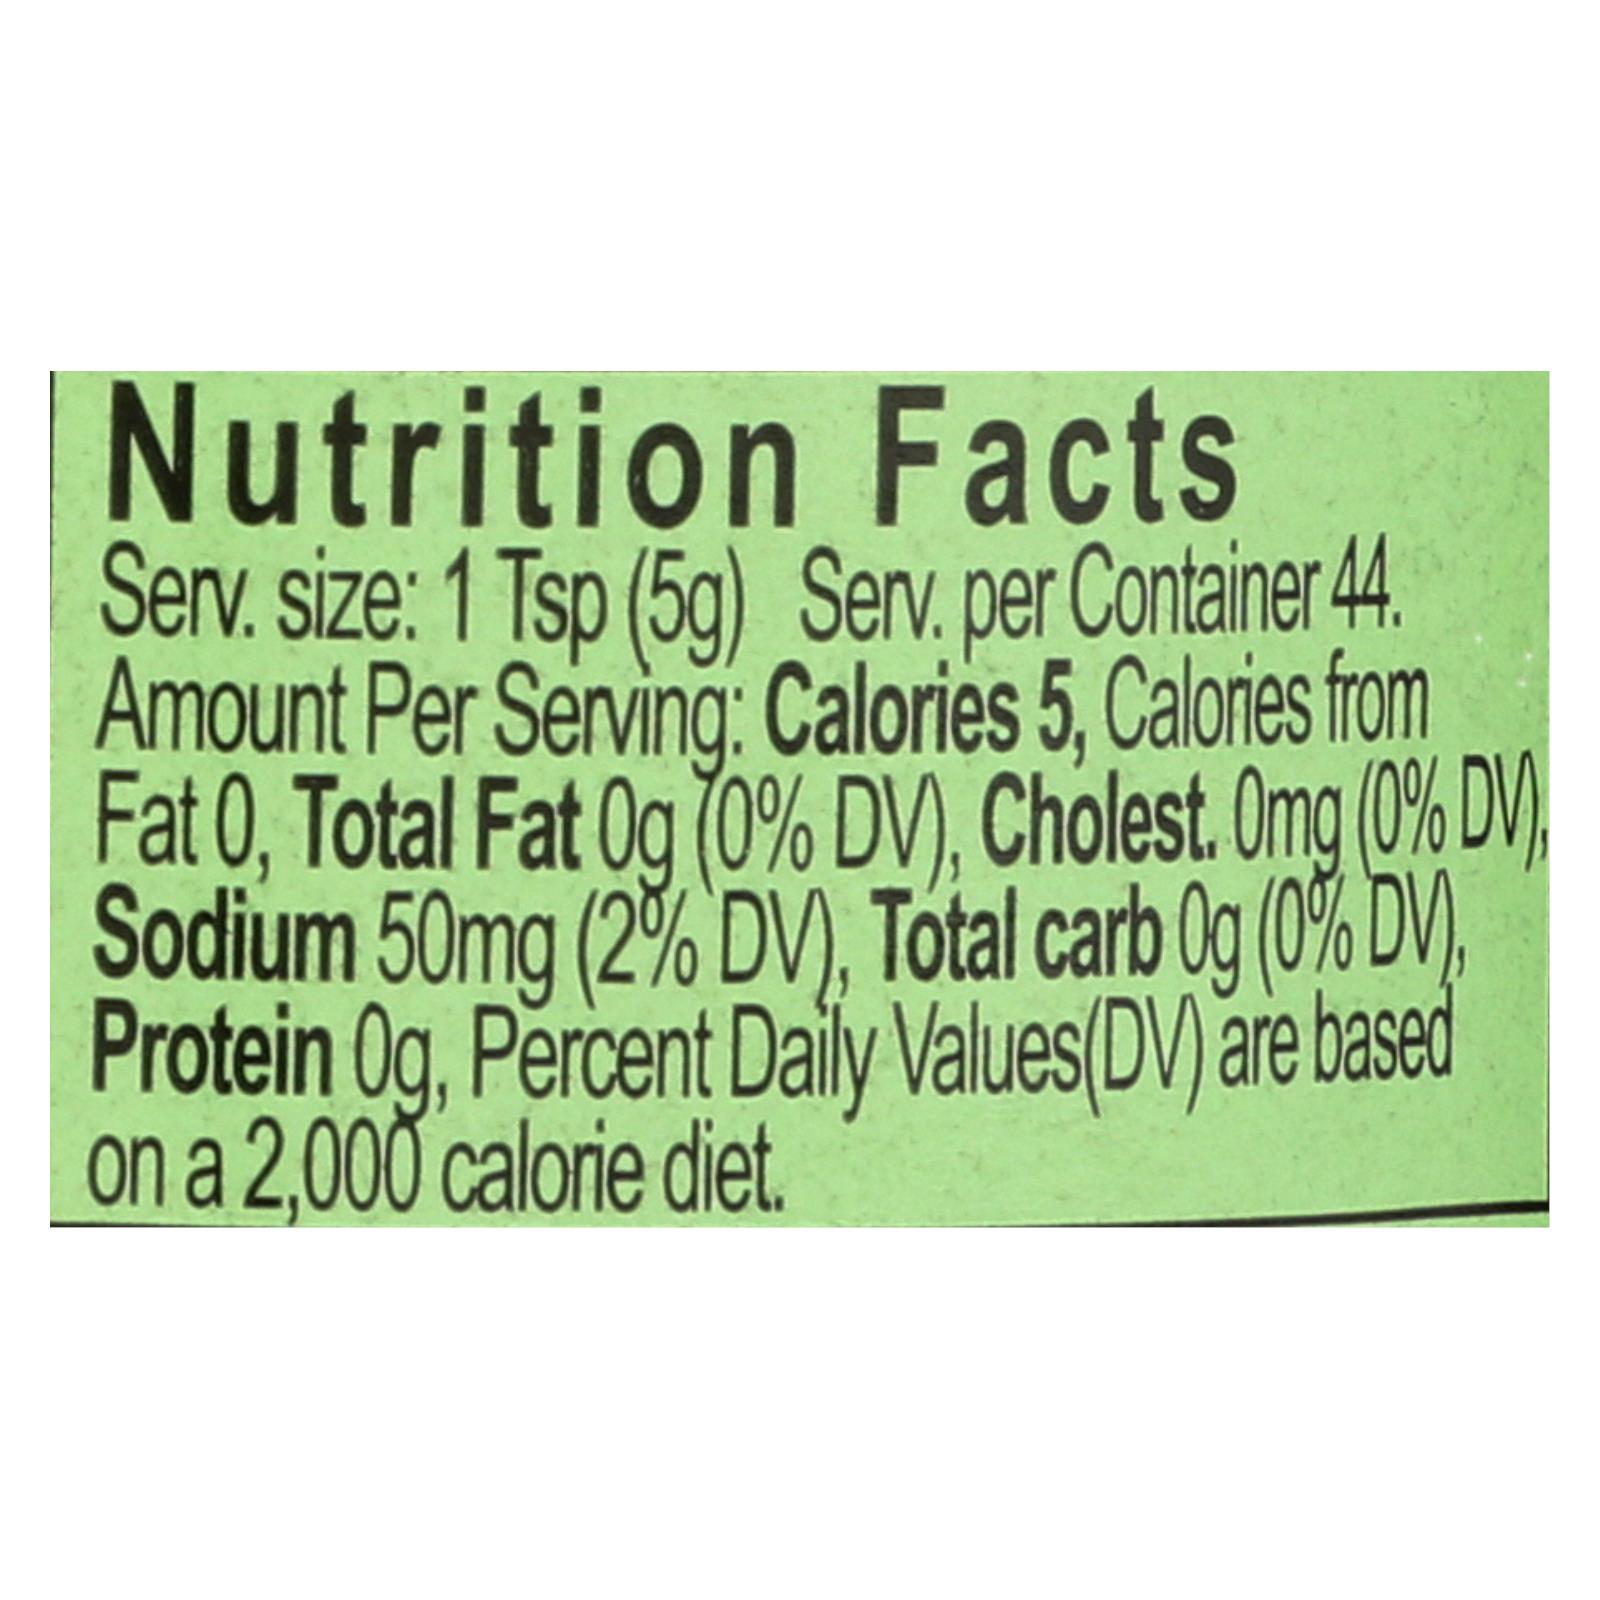 Nutrition Facts
Serv. size: 1 Tsp (5g) Serv. per Container 44.
Amount Per Serving: Calories 5, Calories from
Fat 0, Total Fat 0g (0% DV), Cholest. 0mg (0% DV),
Sodium 50mg (2% DV), Total carb 0g (0% DV),
Protein 0g, Percent Daily Values(DV) are based
on a 2,000 calorie diet.